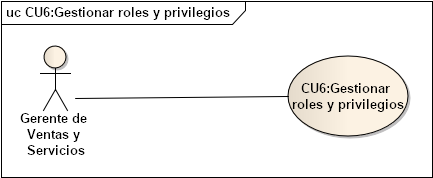 uc CU6:Gestionar roles y privilegios
CU6:Gestionar
roles y privilegios
Gerente de
Ventas y
Servicios